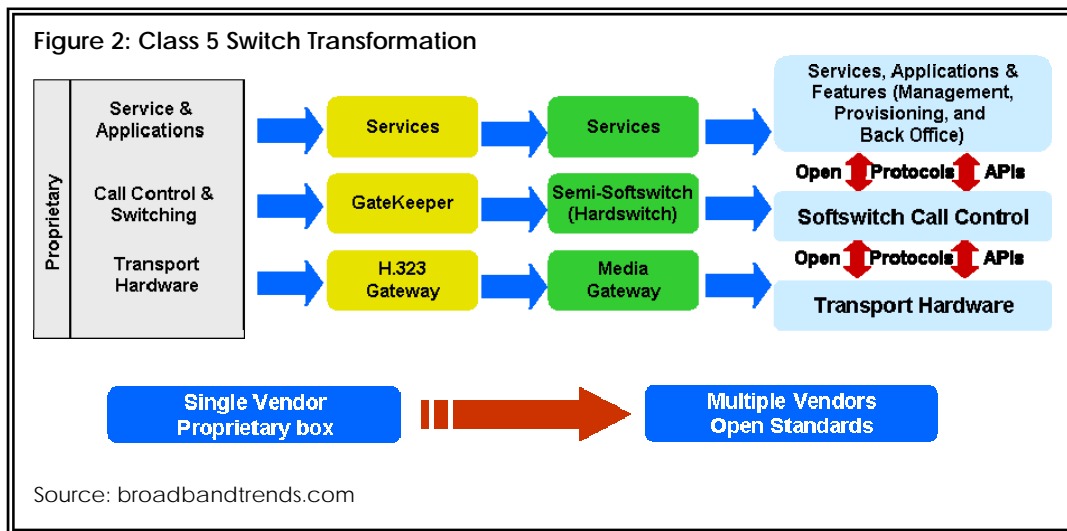 Figure 2: Class 5 Switch Transformation
Proprietary
Service &
Applications
Call Control &
Switching
Transport
Hardware
Services
GateKeeper
H.323
Gateway
Services
Semi-Softswitch
(Hardswitch)
Media
Gateway
Services, Applications &
Features (Management,
Provisioning, and
Back Office)
Open Protocols APIs
Softswitch Call Control
Open Protocols APIs
Transport Hardware
Single Vendor
Proprietary box
Multiple Vendors
Open Standards
Source: broadbandtrends.com